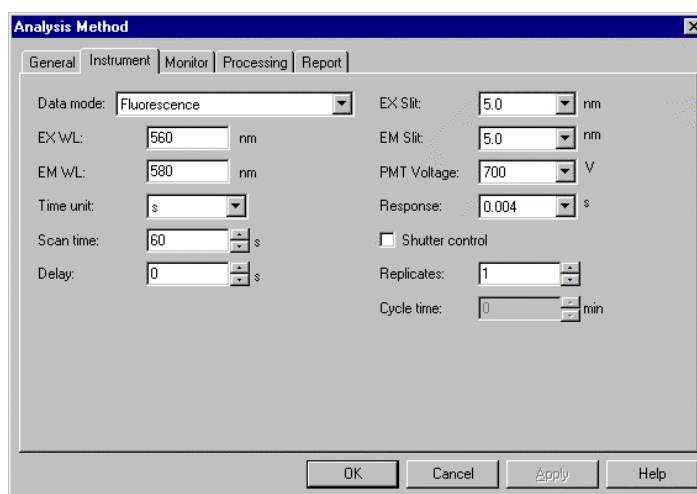 Analysis Method
General Instrument Monitor Processing Report
Data mode: Fluorescence EX Slit: 5.0 nm
EX WL: 560 nm EM Slit: 5.0 nm
EM WL: 580 nm PMT Voltage: 700 V
Time unit: s Response: 0.004 s
Scan time: 60 s Shutter control
Delay: 0 s Replicates: 1
Cycle time: 0 min
OK Cancel Apply Help